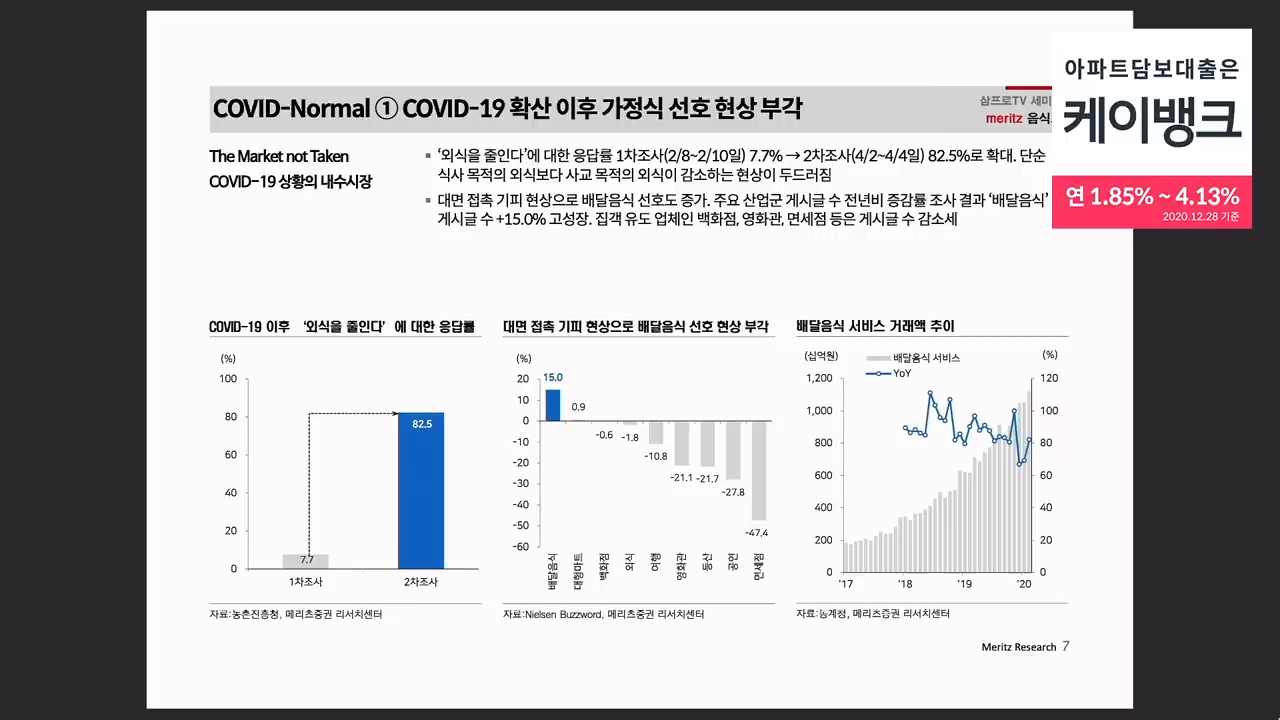 COVID-Normal ① COVID-19 확산 이후 가정식 선호 현상 부각
삼프로TV 세미
meritz 음식
아파트담보대출은
케이뱅크
연 1.85% ~ 4.13%
2020.12.28 기준
The Market not Taken
COVID-19 상황의 내수시장
▪ ‘외식을 줄인다’에 대한 응답률 1차조사(2/8~2/10일) 7.7% → 2차조사(4/2~4/4일) 82.5%로 확대. 단순
식사 목적의 외식보다 사교 목적의 외식이 감소하는 현상이 두드러짐
▪ 대면 접촉 기피 현상으로 배달음식 선호도 증가. 주요 산업군 게시글 수 전년비 증감률 조사 결과 ‘배달음식’
게시글 수 +15.0% 고성장. 집객 유도 업체인 백화점, 영화관, 면세점 등은 게시글 수 감소세
COVID-19 이후 ‘외식을 줄인다’ 에 대한 응답률
(%)
100
80
60
40
20
0
82.5
7.7
1차조사
2차조사
자료:농촌진흥청, 메리츠증권 리서치센터
대면 접촉 기피 현상으로 배달음식 선호 현상 부각
(%)
20
10
0
-10
-20
-30
-40
-50
-60
15.0
0.9
-0.6
-1.8
-10.8
-21.1
-21.7
-27.8
-47.4
배달음식
대형마트
백화점
외식
여행
영화관
등산
공연
면세점
자료:Nielsen Buzzword, 메리츠증권 리서치센터
배달음식 서비스 거래액 추이
(십억원)
(%)
배달음식 서비스
YoY
1,200
1,000
800
600
400
200
0
120
100
80
60
40
20
0
'17
'18
'19
'20
자료:통계청, 메리츠증권 리서치센터
Meritz Research 7